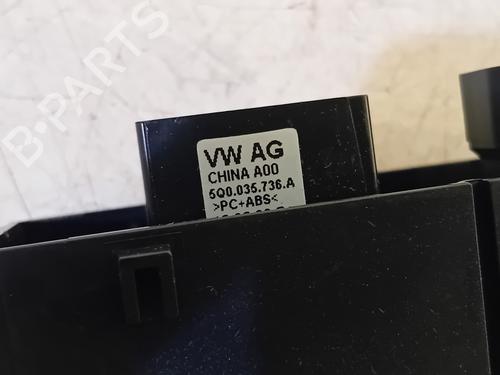 VW AG
CHINA A00
5Q0.035.736.A
>PC+ABS<
B-PARTS